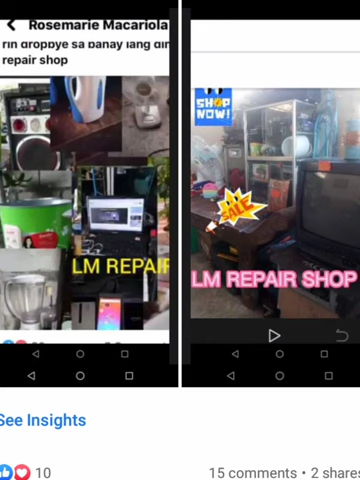 Rosemarie Macariola
rin dropbye sa banay lang din
repair shop
LM REPAIR
SHOP
NOW!
SALE
LM REPAIR SHOP
See Insights
10
15 comments • 2 shares